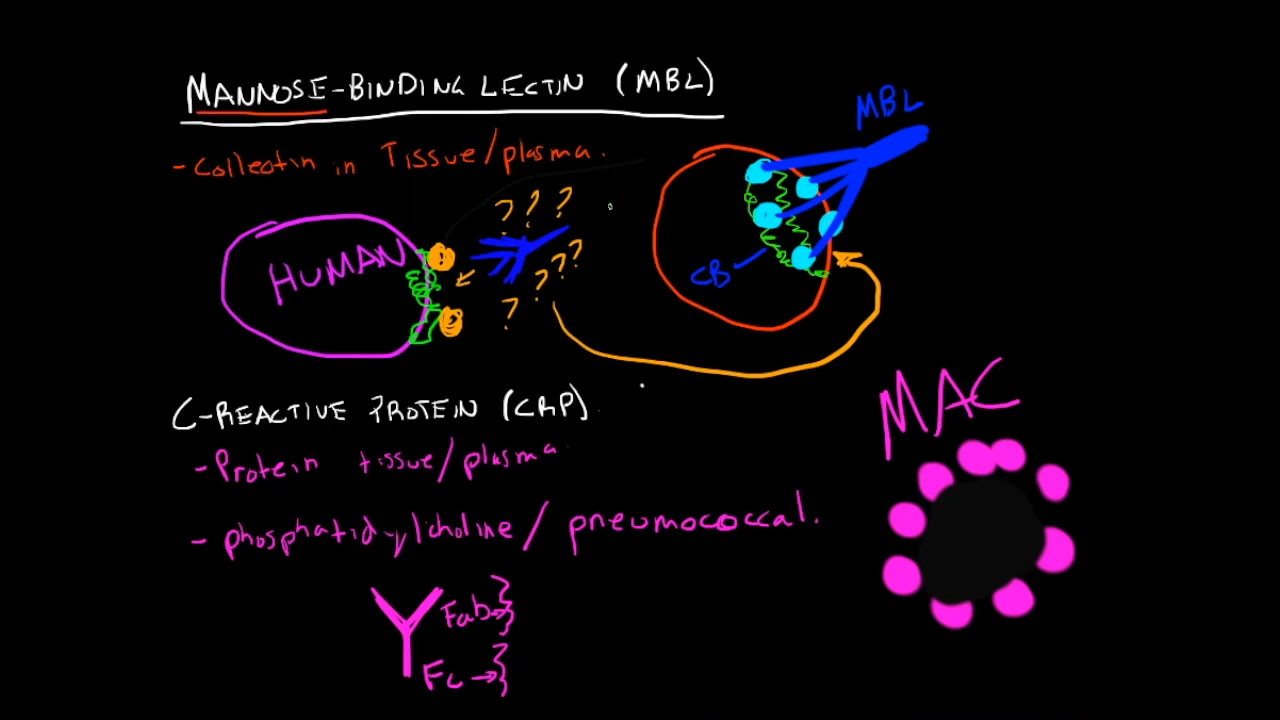 MANNOSE-BINDING LECTIN (MBL)
MBL
- Collectin in Tissue/plasma.
? ? ?
HUMAN
? ? ? ?
CB
C-REACTIVE PROTEIN (CRP)
MAC
- Protein tissue/plasma
- phosphatidylcholine/pneumococcal.
Fab
Fc